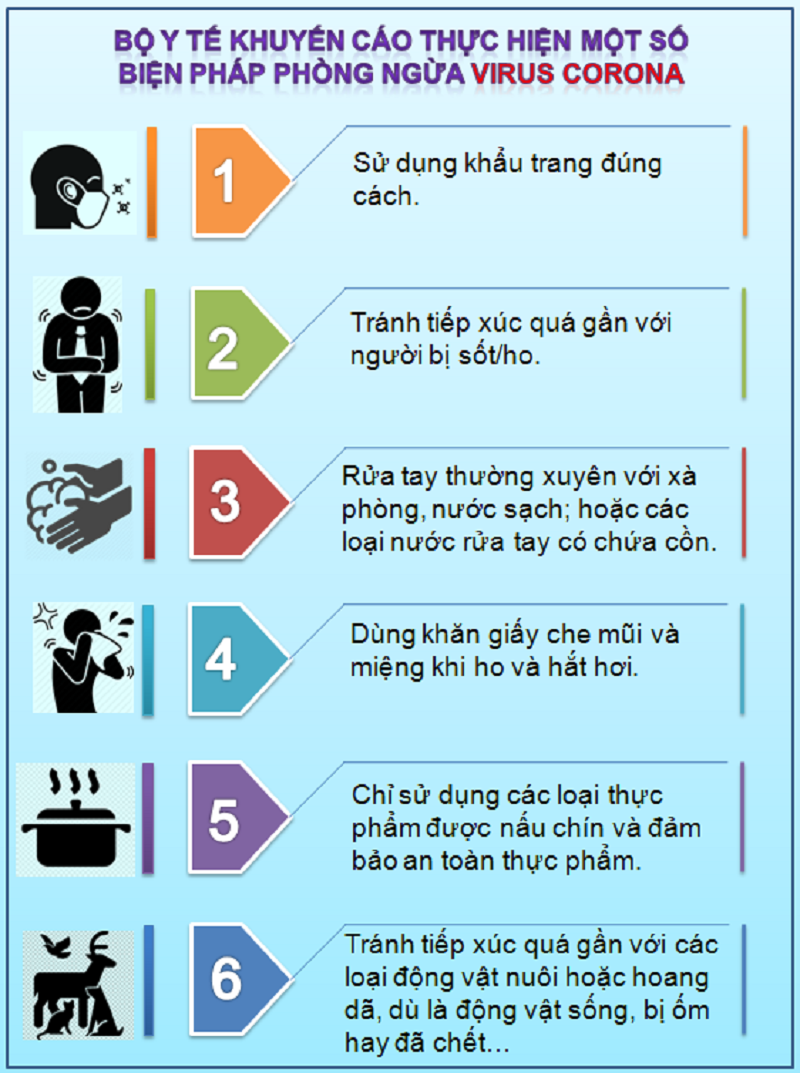 BỘ Y TẾ KHUYẾN CÁO THỰC HIỆN MỘT SỐ
BIỆN PHÁP PHÒNG NGỪA VIRUS CORONA
1
Sử dụng khẩu trang đúng
cách.
2
Tránh tiếp xúc quá gần với
người bị sốt/ho.
3
Rửa tay thường xuyên với xà
phòng, nước sạch; hoặc các
loại nước rửa tay có chứa cồn.
4
Dùng khăn giấy che mũi và
miệng khi ho và hắt hơi.
5
Chỉ sử dụng các loại thực
phẩm được nấu chín và đảm
bảo an toàn thực phẩm.
6
Tránh tiếp xúc quá gần với các
loại động vật nuôi hoặc hoang
dã, dù là động vật sống, bị ốm
hay đã chết...